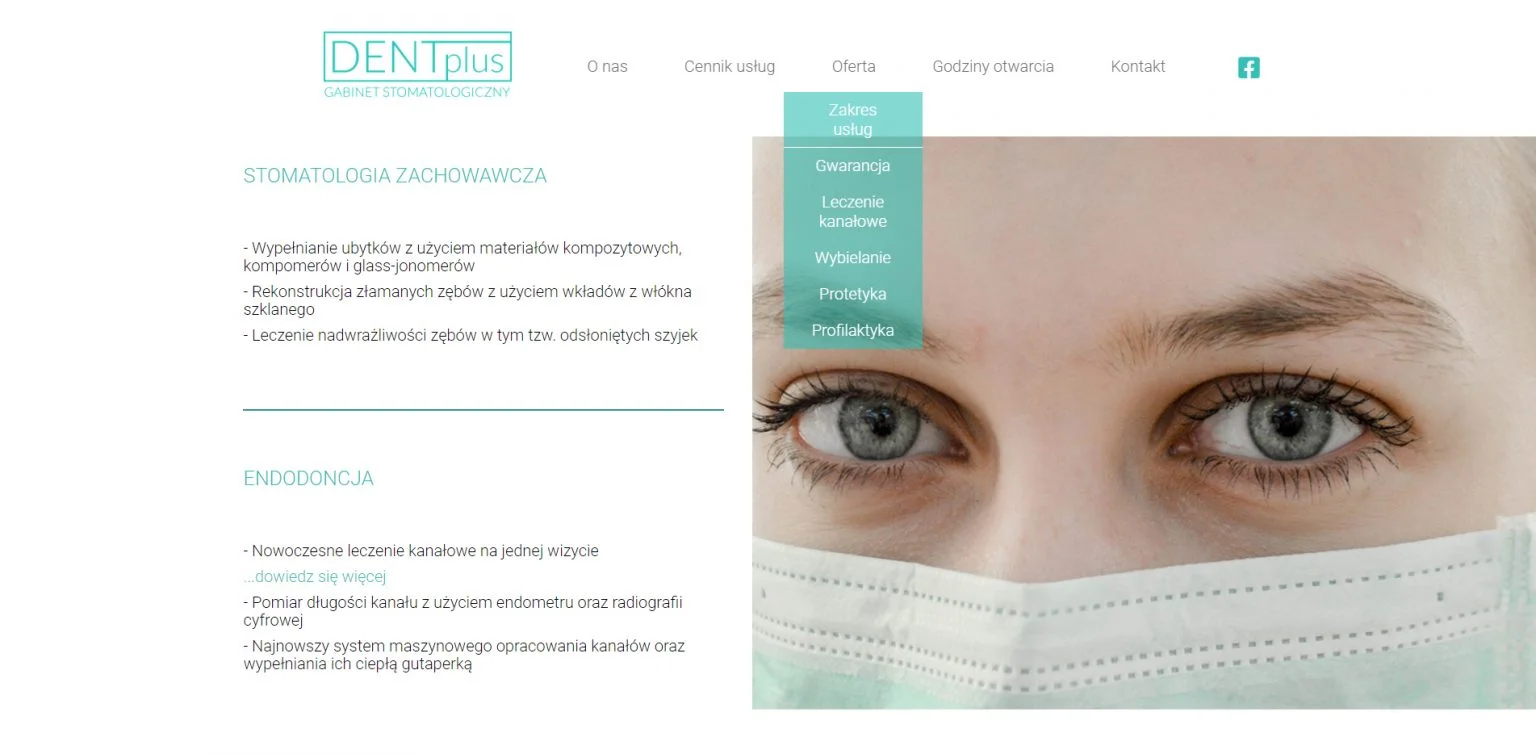 DENTplus
GABINET STOMATOLOGICZNY
O nas
Cennik usług
Oferta
Godziny otwarcia
Kontakt
Zakres
usług
Gwarancja
Leczenie
kanałowe
Wybielanie
Protetyka
Profilaktyka
STOMATOLOGIA ZACHOWAWCZA
- Wypełnianie ubytków z użyciem materiałów kompozytowych,
kompomerów i glass-jonomerów
- Rekonstrukcja złamanych zębów z użyciem wkładów z włókna
szklanego
- Leczenie nadwrażliwości zębów w tym tzw. odsłoniętych szyjek
ENDODONCJA
- Nowoczesne leczenie kanałowe na jednej wizycie
...dowiedz się więcej
- Pomiar długości kanału z użyciem endometru oraz radiografii
cyfrowej
- Najnowszy system maszynowego opracowania kanałów oraz
wypełniania ich ciepłą gutaperką